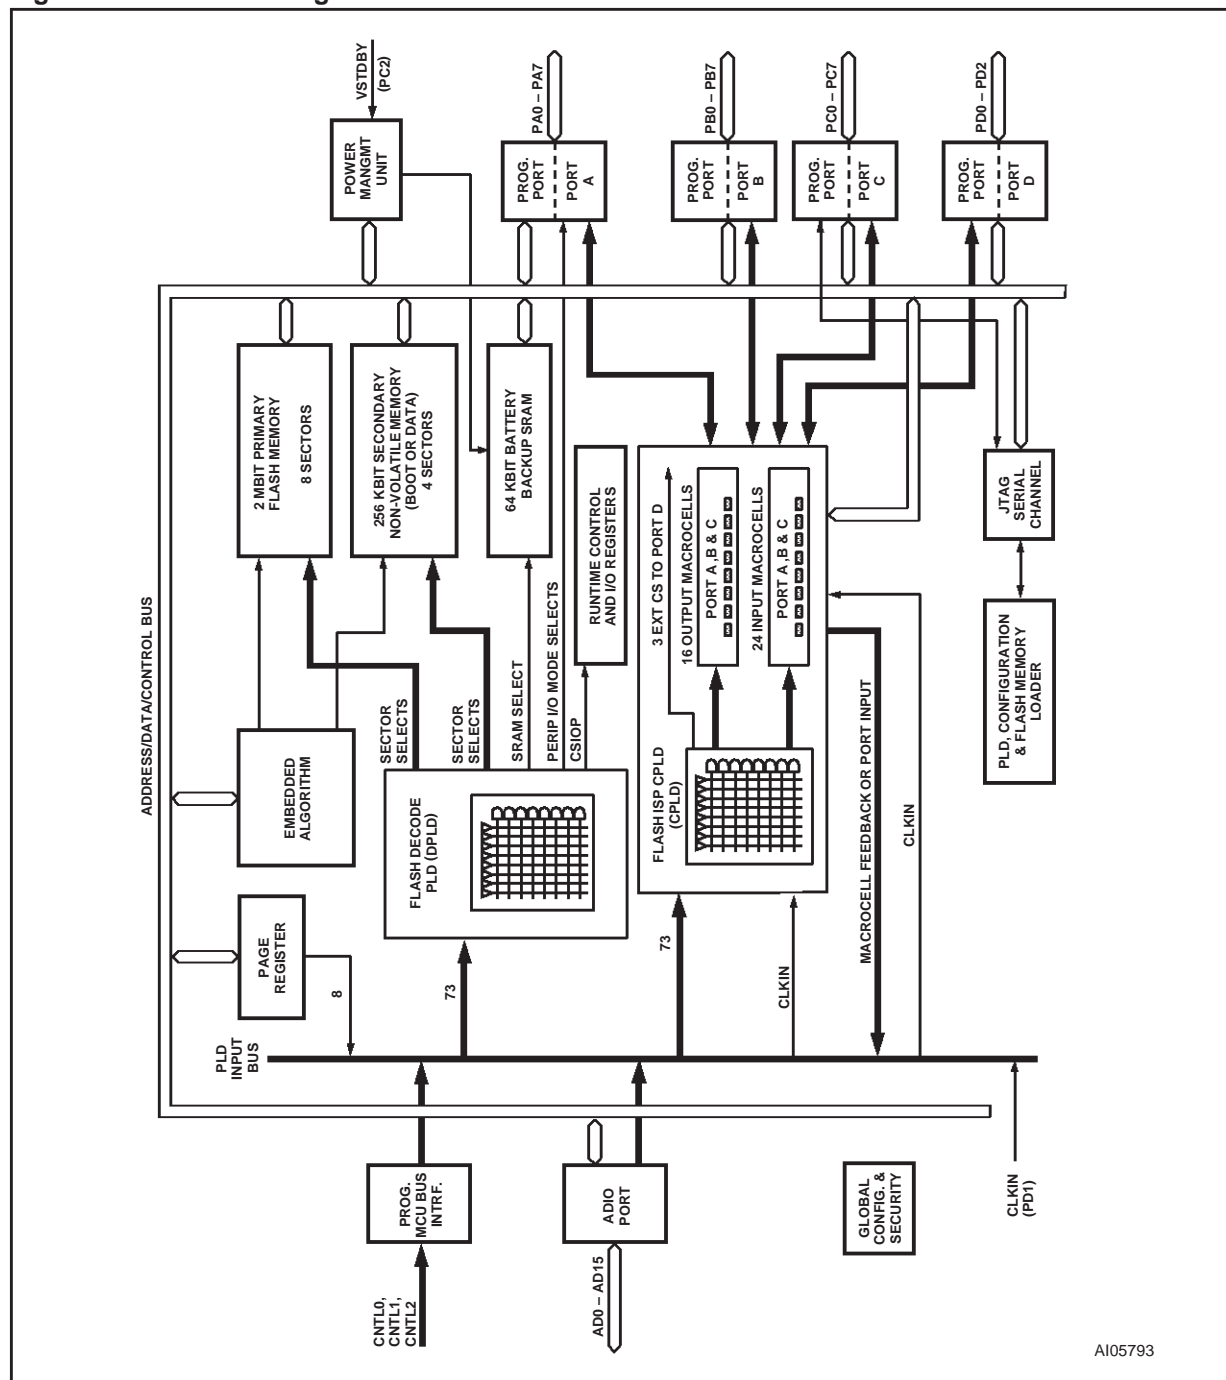 ADDRESS/DATA/CONTROL BUS
CNTL0,
CNTL1,
CNTL2
PROG.
MCU BUS
INTRF.
PLD
INPUT
BUS
PAGE
REGISTER
8
EMBEDDED
ALGORITHM
2 MBIT PRIMARY
FLASH MEMORY
8 SECTORS
VSTDBY
(PC2)
POWER
MANGMT
UNIT
256 KBIT SECONDARY
NON-VOLATILE MEMORY
(BOOT OR DATA)
4 SECTORS
SECTOR
SELECTS
SECTOR
SELECTS
FLASH DECODE
PLD (DPLD)
73
64 KBIT BATTERY
BACKUP SRAM
SRAM SELECT
PERIP I/O MODE SELECTS
CSIOP
RUNTIME CONTROL
AND I/O REGISTERS
PROG.
PORT
PORT
A
PA0 – PA7
AD0 – AD15
ADIO
PORT
FLASH ISP CPLD
(CPLD)
73
3 EXT CS TO PORT D
16 OUTPUT MACROCELLS
PORT A,B & C
24 INPUT MACROCELLS
PORT A,B & C
CLKIN
MACROCELL FEEDBACK OR PORT INPUT
CLKIN
PROG.
PORT
PORT
B
PB0 – PB7
PROG.
PORT
PORT
C
PC0 – PC7
PROG.
PORT
PORT
D
PD0 – PD2
GLOBAL
CONFIG. &
SECURITY
CLKIN
(PD1)
JTAG
SERIAL
CHANNEL
PLD, CONFIGURATION
& FLASH MEMORY
LOADER
AI05793